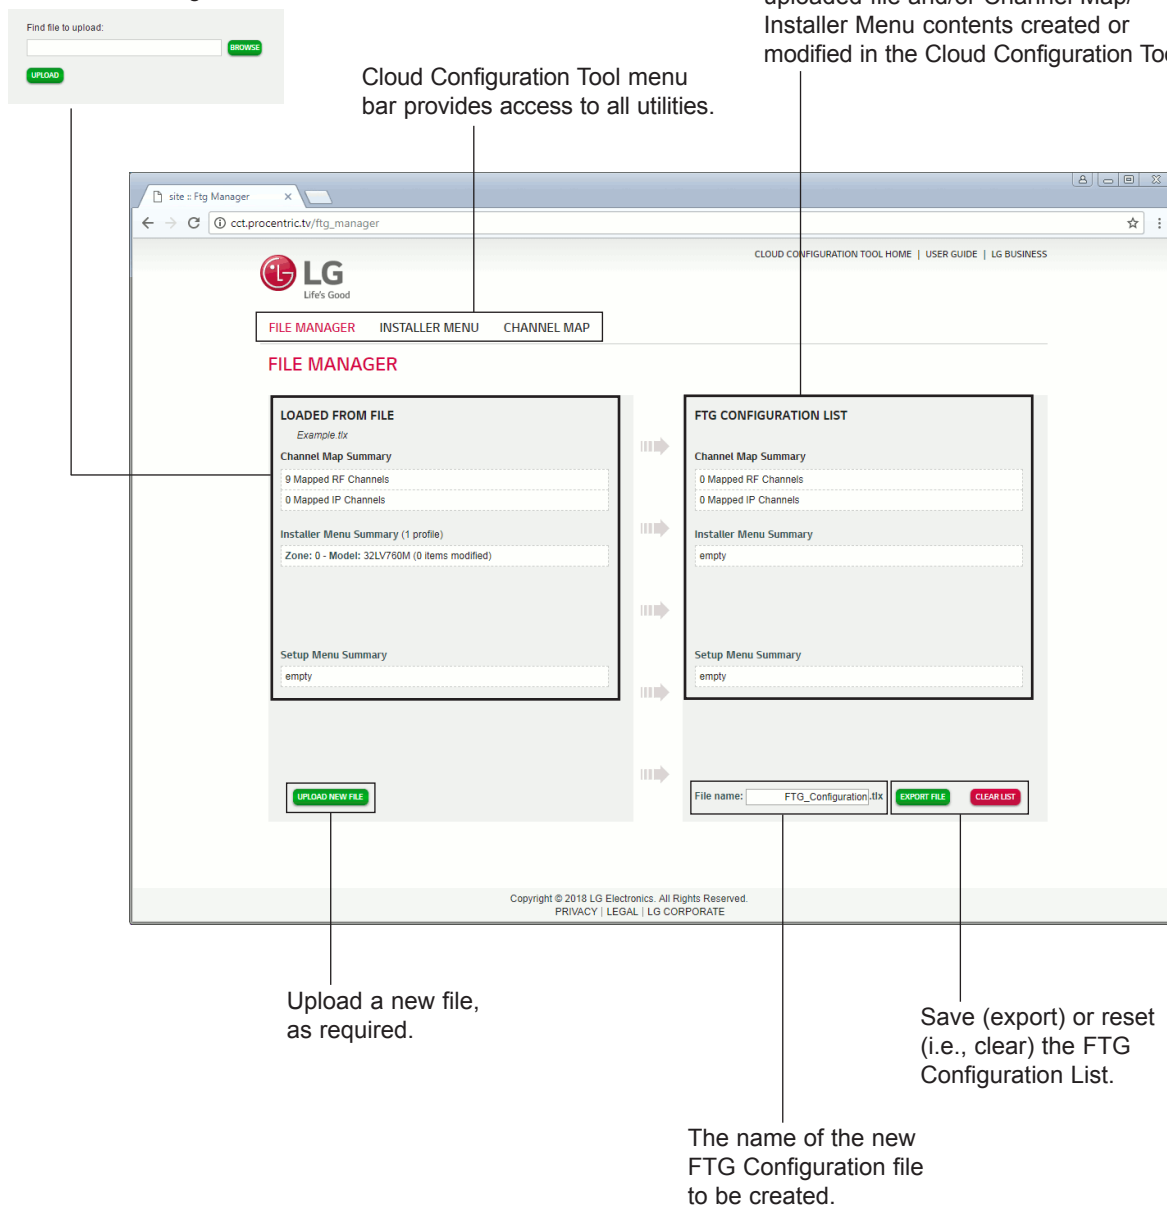 uploaded file and/or Channel Map/
Installer Menu contents created or
modified in the Cloud Configuration
Find file to upload:
BROWSE
UPLOAD
Cloud Configuration Tool menu
bar provides access to all utilities.
site :: Ftg Manager
cct.procentric.tv/ftg_manager
CLOUD CONFIGURATION TOOL HOME | USER GUIDE | LG BUSINESS
LG
Life's Good
FILE MANAGER INSTALLER MENU CHANNEL MAP
FILE MANAGER
LOADED FROM FILE
Example.tlx
Channel Map Summary
9 Mapped RF Channels
0 Mapped IP Channels
Installer Menu Summary (1 profile)
Zone: 0 - Model: 32LV760M (0 items modified)
Setup Menu Summary
empty
UPLOAD NEW FILE
FTG CONFIGURATION LIST
Channel Map Summary
0 Mapped RF Channels
0 Mapped IP Channels
Installer Menu Summary
empty
Setup Menu Summary
empty
File name: FTG_Configuration .tlx EXPORT FILE CLEAR LIST
Copyright © 2018 LG Electronics. All Rights Reserved.
PRIVACY | LEGAL | LG CORPORATE
Upload a new file,
as required.
Save (export) or reset
(i.e., clear) the FTG
Configuration List.
The name of the new
FTG Configuration file
to be created.